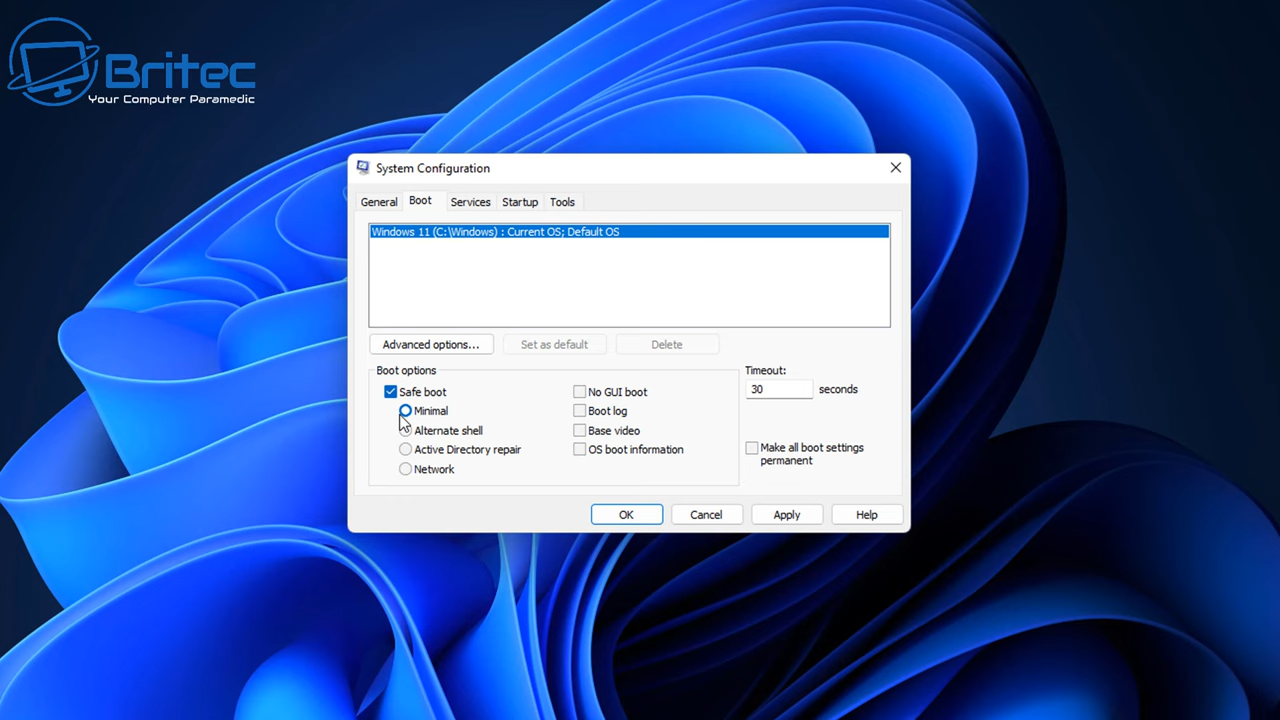 Britec
Your Computer Paramedic
System Configuration
General
Boot
Services
Startup
Tools
Windows 11 (C:\Windows) : Current OS; Default OS
Advanced options...
Set as default
Delete
Boot options
Safe boot
Minimal
Alternate shell
Active Directory repair
Network
No GUI boot
Boot log
Base video
OS boot information
Timeout:
30 seconds
Make all boot settings
permanent
OK
Cancel
Apply
Help